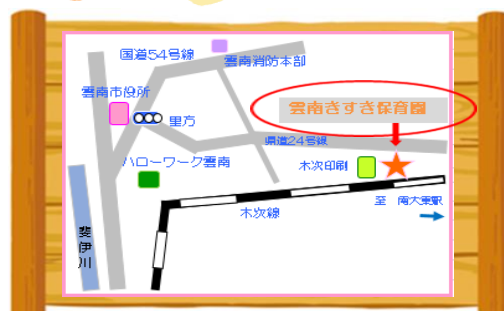 国道54号線
雲南消防本部
雲南市役所
里方
雲南きすき保育園
県道24号線
ハローワーク雲南
木次印刷
木次線
至 南大東駅
斐伊川